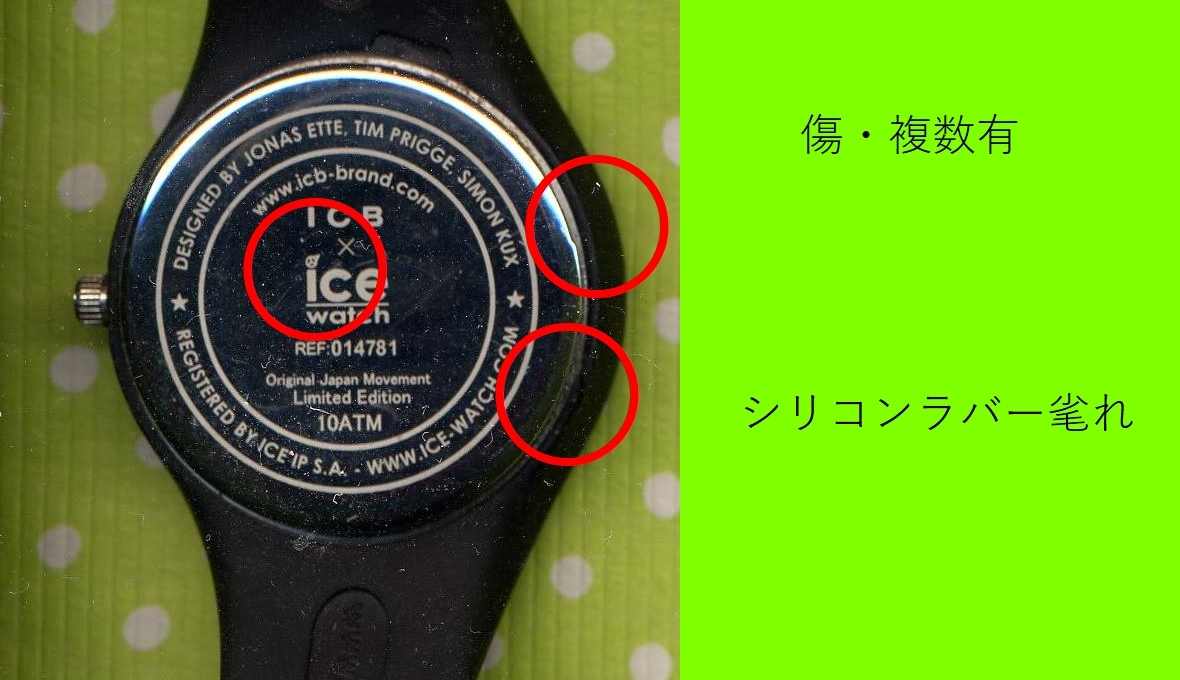 DESIGNED BY JONAS ETTE, TIM PRIGGE, SIMON KUX
www.icb-brand.com
ICB
×
ice
watch
REF:014781
Original Japan Movement
Limited Edition
10ATM
REGISTERED BY ICE IP S.A. - WWW.ICE-WATCH.COM
傷・複数有
シリコンラバー毟れ